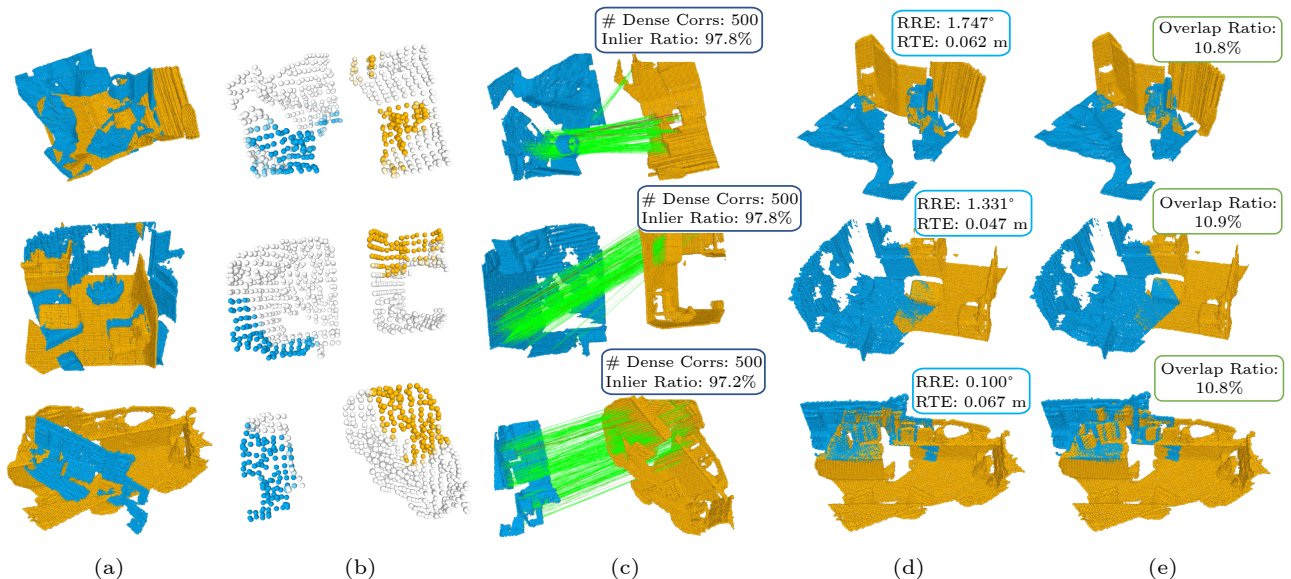 # Dense Corrs: 500
Inlier Ratio: 97.8%
RRE: 1.747°
RTE: 0.062 m
Overlap Ratio:
10.8%
# Dense Corrs: 500
Inlier Ratio: 97.8%
RRE: 1.331°
RTE: 0.047 m
Overlap Ratio:
10.9%
# Dense Corrs: 500
Inlier Ratio: 97.2%
RRE: 0.100°
RTE: 0.067 m
Overlap Ratio:
10.8%
(a) (b) (c) (d) (e)